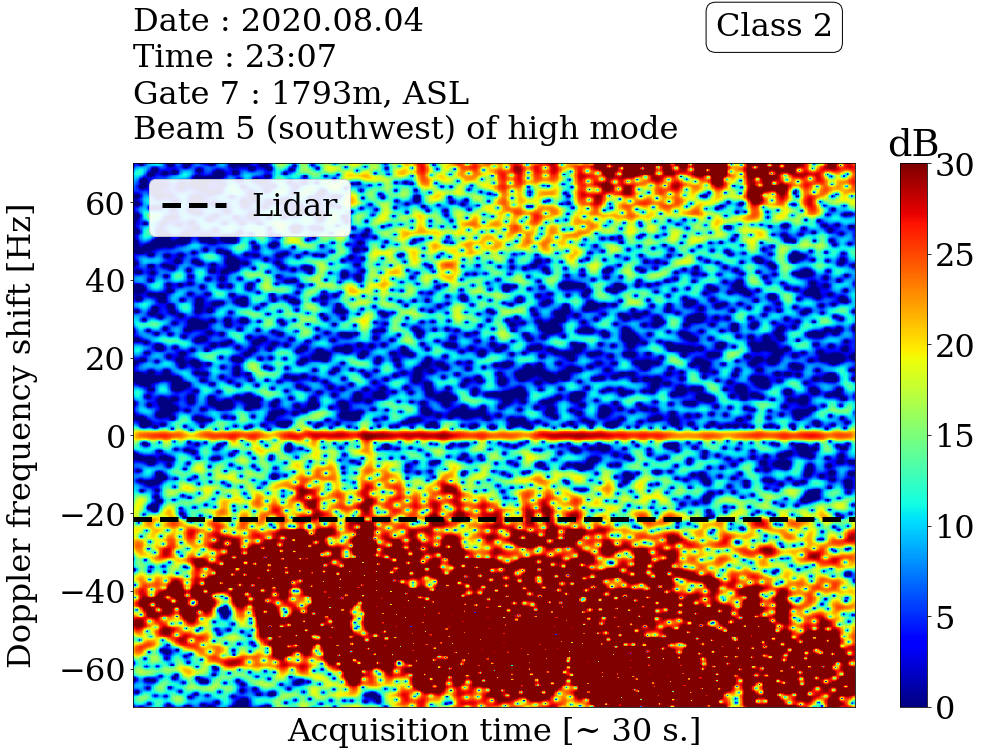 Date : 2020.08.04
Time : 23:07
Gate 7 : 1793m, ASL
Beam 5 (southwest) of high mode
Class 2
dB
Lidar
Doppler frequency shift [Hz]
60
40
20
0
−20
−40
−60
Acquisition time [~ 30 s.]
30
25
20
15
10
5
0